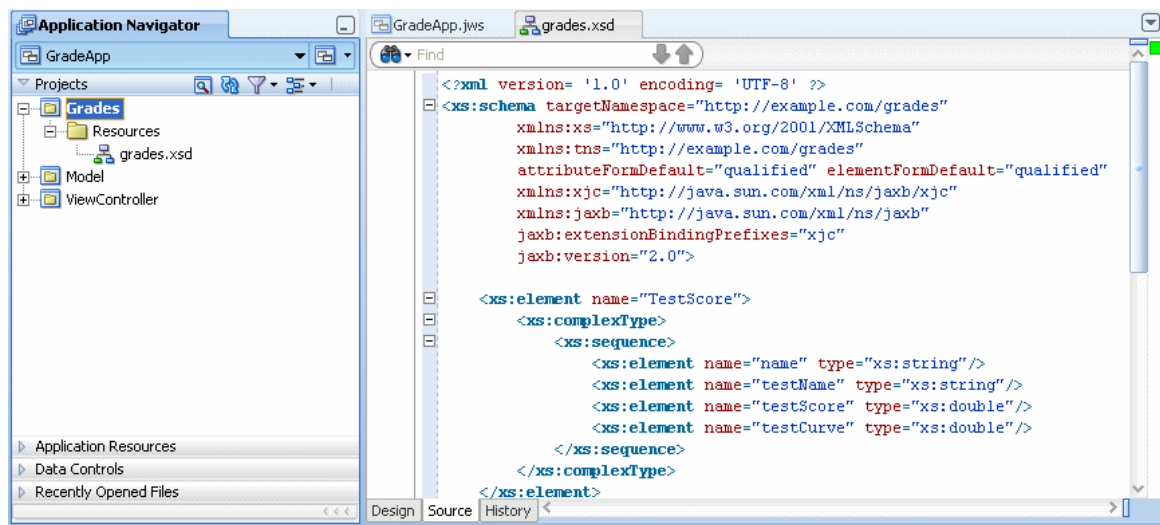 Application Navigator
GradeApp
Projects
Grades
Resources
grades.xsd
Model
ViewController
Application Resources
Data Controls
Recently Opened Files
GradeApp.jws
grades.xsd
Find
<?xml version= '1.0' encoding= 'UTF-8' ?>
<xs:schema targetNamespace="http://example.com/grades"
xmlns:xs="http://www.w3.org/2001/XMLSchema"
xmlns:tns="http://example.com/grades"
attributeFormDefault="qualified" elementFormDefault="qualified"
xmlns:xjc="http://java.sun.com/xml/ns/jaxb/xjc"
xmlns:jaxb="http://java.sun.com/xml/ns/jaxb"
jaxb:extensionBindingPrefixes="xjc"
jaxb:version="2.0">
<xs:element name="TestScore">
<xs:complexType>
<xs:sequence>
<xs:element name="name" type="xs:string"/>
<xs:element name="testName" type="xs:string"/>
<xs:element name="testScore" type="xs:double"/>
<xs:element name="testCurve" type="xs:double"/>
</xs:sequence>
</xs:complexType>
</xs:element>
Design Source History